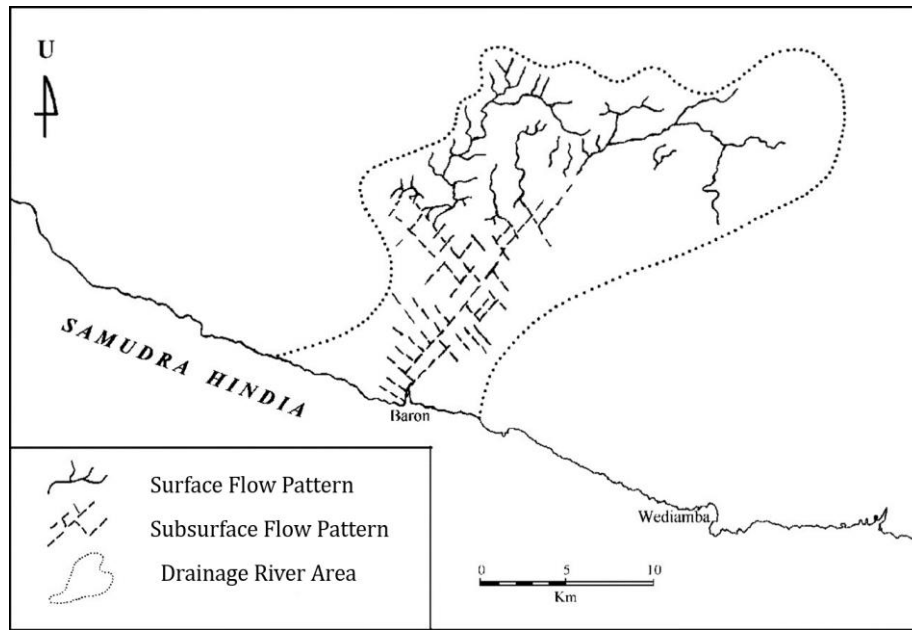 U
SAMUDRA HINDIA
Baron
Wediamba
Surface Flow Pattern
Subsurface Flow Pattern
Drainage River Area
0 5 10
Km